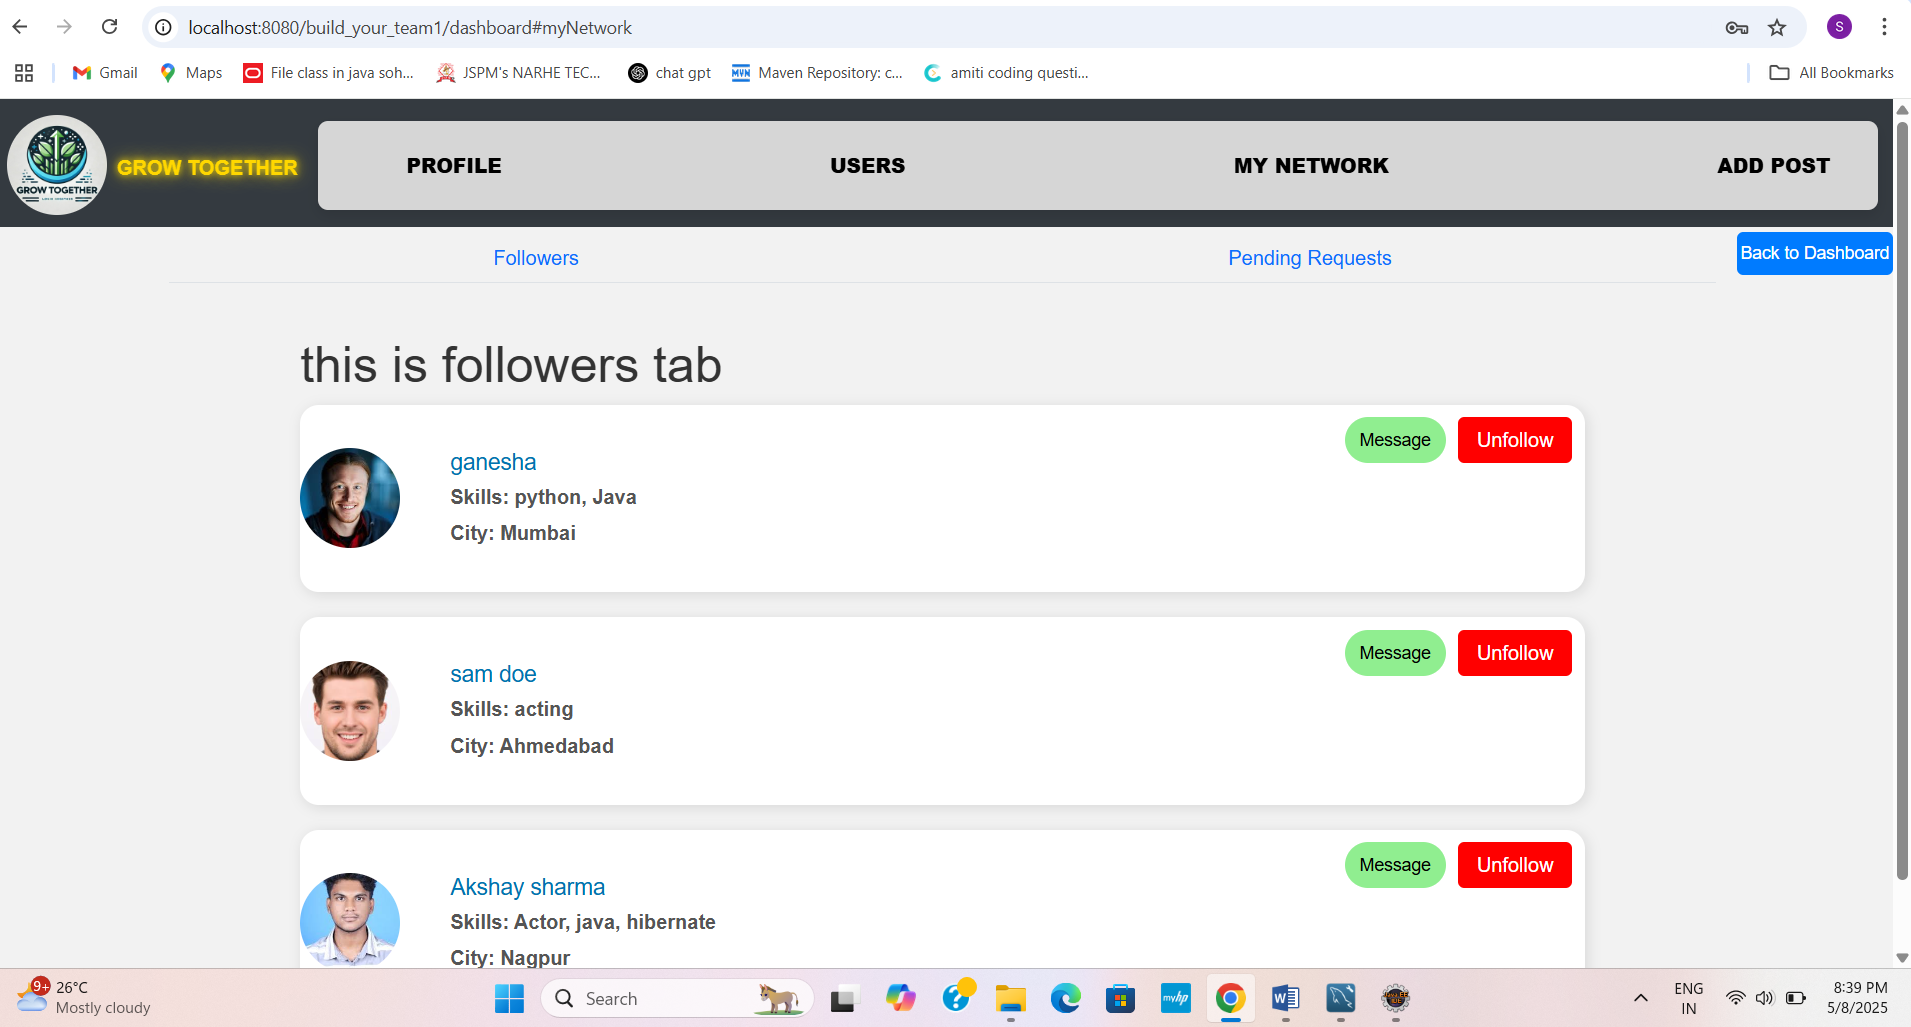 localhost:8080/build_your_team1/dashboard#myNetwork
S
Gmail
Maps
File class in java soh...
JSPM's NARHE TEC...
chat gpt
MVN
Maven Repository: c...
amiti coding questi...
All Bookmarks
GROW TOGETHER
GROW TOGETHER
PROFILE
USERS
MY NETWORK
ADD POST
Followers
Pending Requests
Back to Dashboard
this is followers tab
Message
Unfollow
ganesha
Skills: python, Java
City: Mumbai
Message
Unfollow
sam doe
Skills: acting
City: Ahmedabad
Message
Unfollow
Akshay sharma
Skills: Actor, java, hibernate
City: Nagpur
9+
26°C
Mostly cloudy
Search
myhp
W
ENG
IN
8:39 PM
5/8/2025